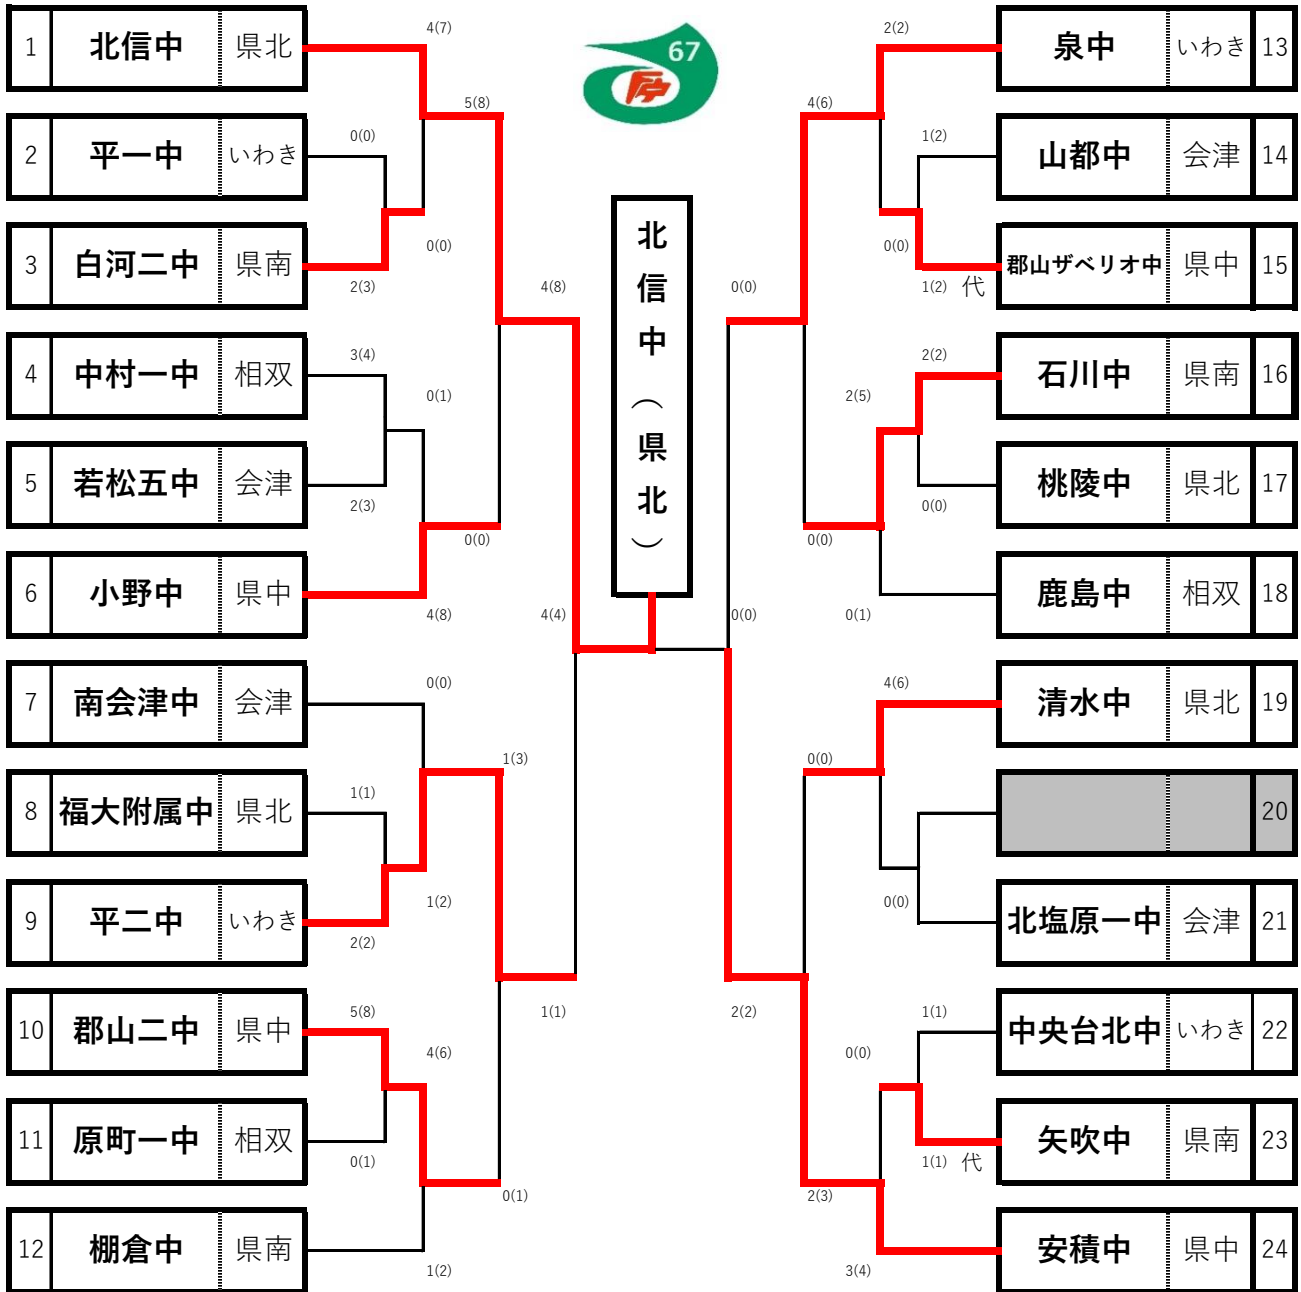 1 北信中 県北
2 平一中 いわき
3 白河二中 県南
4 中村一中 相双
5 若松五中 会津
6 小野中 県中
7 南会津中 会津
8 福大附属中 県北
9 平二中 いわき
10 郡山二中 県中
11 原町一中 相双
12 棚倉中 県南
4(7)
5(8)
0(0)
0(0)
2(3)
4(8)
3(4)
0(1)
2(3)
0(0)
4(8)
4(4)
0(0)
1(3)
1(1)
1(2)
2(2)
5(8)
1(1)
4(6)
0(1)
0(1)
1(2)
67
北信中(県北)
2(2)
4(6)
1(2)
0(0)
0(0)
1(2) 代
2(2)
2(5)
0(0)
0(0)
0(0)
0(1)
4(6)
0(0)
0(0)
2(2)
1(1)
0(0)
1(1) 代
2(3)
3(4)
泉中 いわき 13
山都中 会津 14
郡山ザベリオ中 県中 15
石川中 県南 16
桃陵中 県北 17
鹿島中 相双 18
清水中 県北 19
20
北塩原一中 会津 21
中央台北中 いわき 22
矢吹中 県南 23
安積中 県中 24